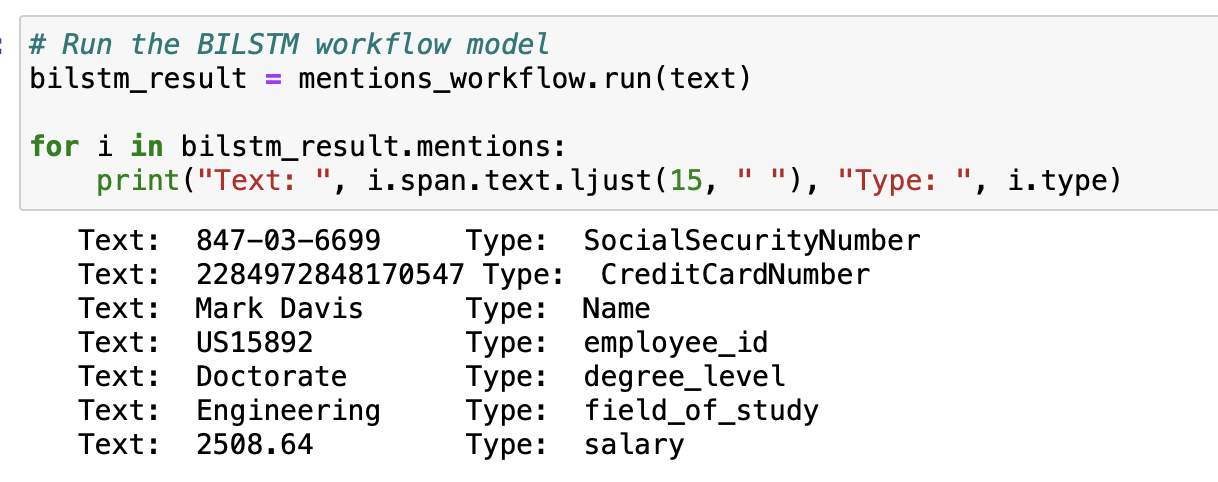 :
# Run the BILSTM workflow model
bilstm_result = mentions_workflow.run(text)
for i in bilstm_result.mentions:
    print("Text: ", i.span.text.ljust(15, " "), "Type: ", i.type)
Text:  847-03-6699     Type:  SocialSecurityNumber
Text:  2284972848170547 Type:  CreditCardNumber
Text:  Mark Davis      Type:  Name
Text:  US15892         Type:  employee_id
Text:  Doctorate       Type:  degree_level
Text:  Engineering     Type:  field_of_study
Text:  2508.64         Type:  salary